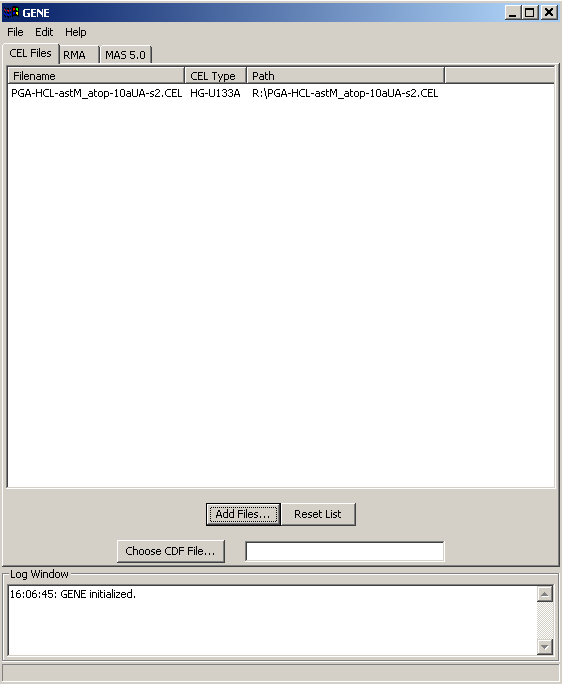 GENE
File Edit Help
CEL Files RMA MAS 5.0
Filename CEL Type Path
PGA-HCL-astM_atop-10aUA-s2.CEL HG-U133A R:\PGA-HCL-astM_atop-10aUA-s2.CEL
Add Files... Reset List
Choose CDF File...
Log Window
16:06:45: GENE initialized.